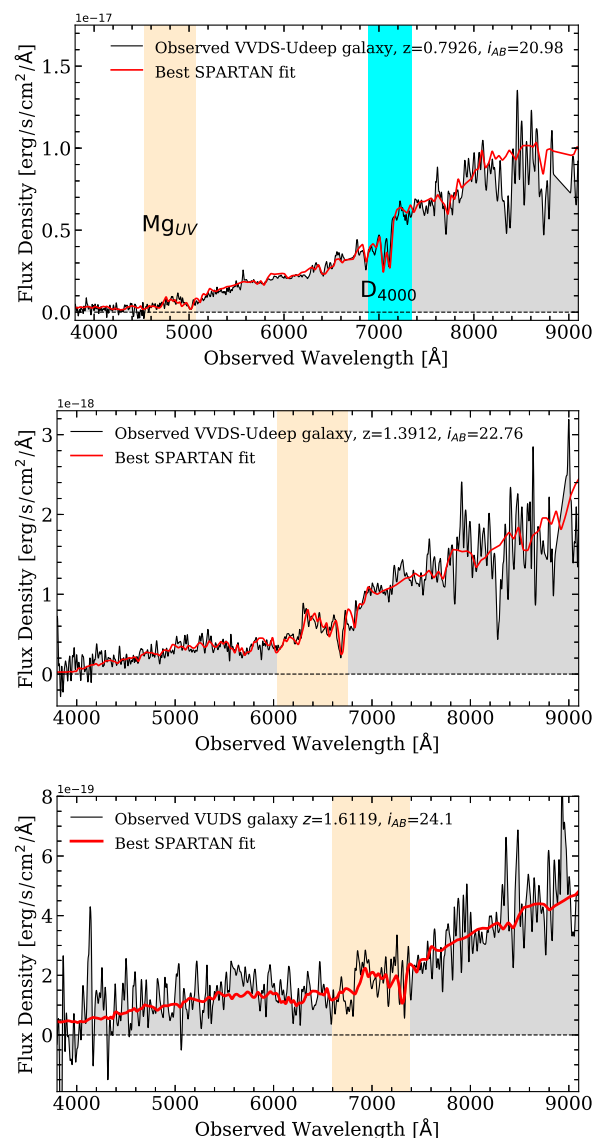 1e−17
Observed VVDS-Udeep galaxy, z=0.7926, i_AB=20.98
Best SPARTAN fit
1.5
1.0
0.5
0.0
Flux Density [erg/s/cm²/Å]
Mg_UV
D_4000
4000 5000 6000 7000 8000 9000
Observed Wavelength [Å]
1e−18
Observed VVDS-Udeep galaxy, z=1.3912, i_AB=22.76
Best SPARTAN fit
3
2
1
0
Flux Density [erg/s/cm²/Å]
4000 5000 6000 7000 8000 9000
Observed Wavelength [Å]
1e−19
Observed VUDS galaxy z=1.6119, i_AB=24.1
Best SPARTAN fit
8
6
4
2
0
Flux Density [erg/s/cm²/Å]
4000 5000 6000 7000 8000 9000
Observed Wavelength [Å]